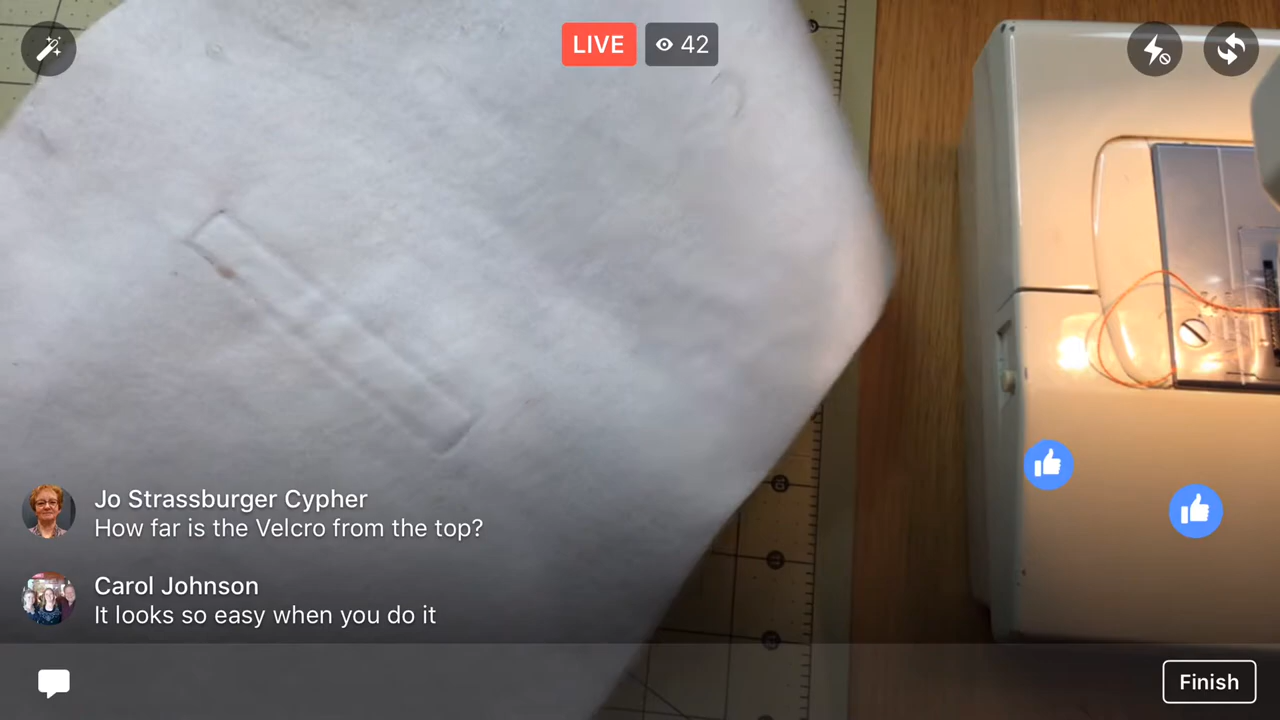 LIVE 42
Jo Strassburger Cypher
How far is the Velcro from the top?
Carol Johnson
It looks so easy when you do it
Finish